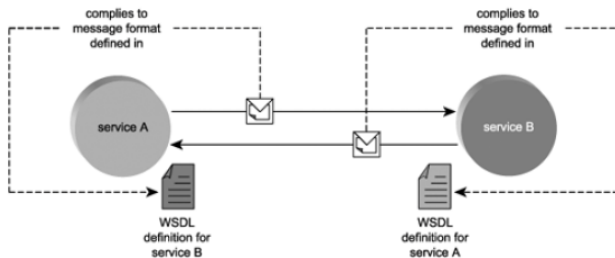 complies to
message format
defined in
complies to
message format
defined in
service A
service B
WSDL
definition for
service B
WSDL
definition for
service A